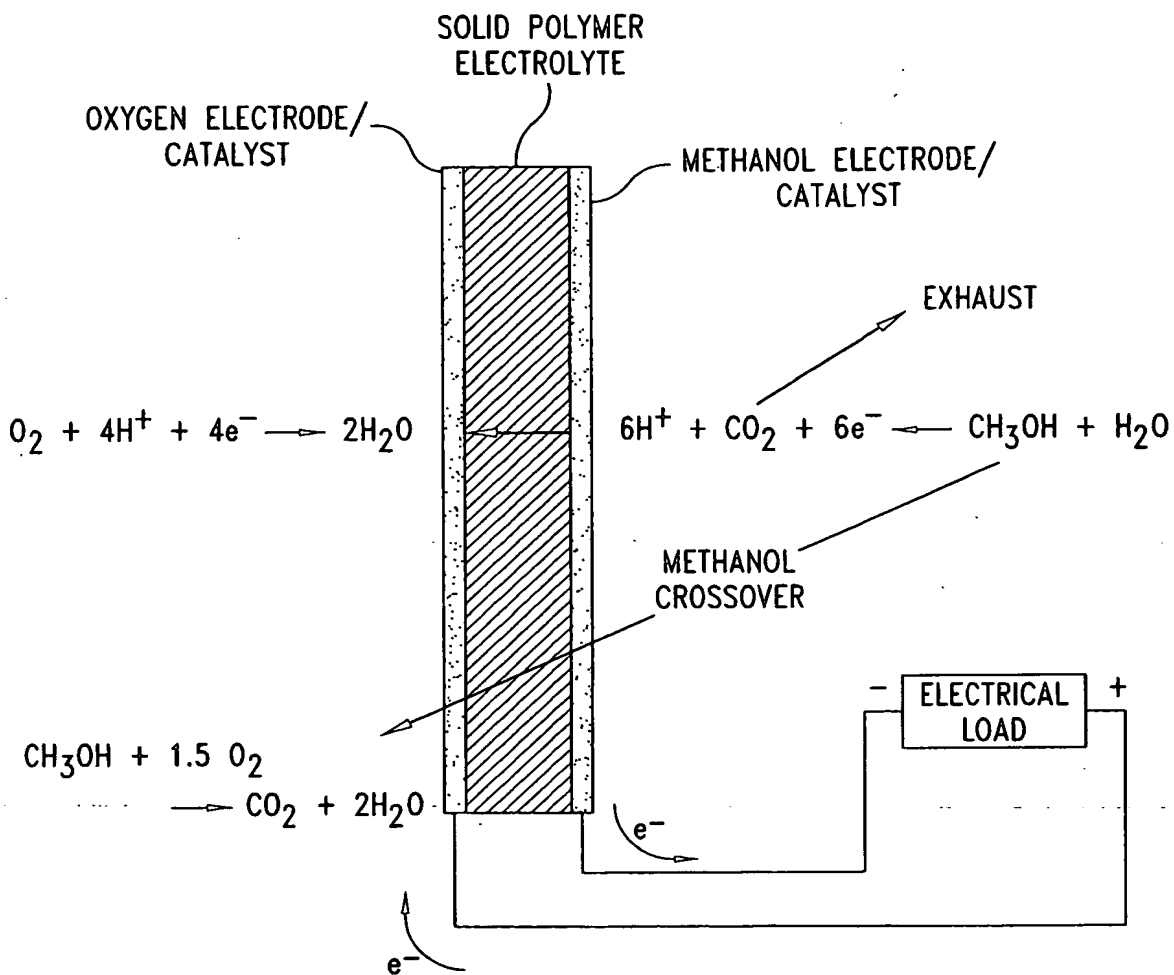 SOLID POLYMER
ELECTROLYTE
OXYGEN ELECTRODE/
CATALYST
METHANOL ELECTRODE/
CATALYST
EXHAUST
O₂ + 4H⁺ + 4e⁻ → 2H₂O
6H⁺ + CO₂ + 6e⁻ ← CH₃OH + H₂O
METHANOL
CROSSOVER
- ELECTRICAL +
LOAD
CH₃OH + 1.5 O₂
→ CO₂ + 2H₂O
e⁻
e⁻